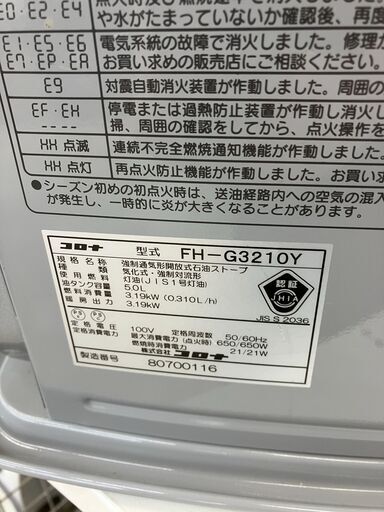 E0・E2・E4
や水がたまっていないか確認後、再度
E1・E5・E6
E7・EP・EA
電気系統の故障で消火しました。修理が
お買い求めの販売店にご相談ください。
E9
対震自動消火装置が作動しました。周囲の
EF・EH
停電または過熱防止装置が作動し消火
掃、周囲の確認をしてから、点火操作を
HH 点滅
連続不完全燃焼通知機能が作動しました。
HH 点灯
再点火防止機能が作動しました。お買い求
●シーズン初めの初点火時は、送油経路内への空気の混入
が発生し、一時的に炎が大きくなることがあります。
コロナ 型式 FH-G3210Y
規格名称 強制通気形開放式石油ストーブ
種類 気化式・強制対流形
使用燃料 灯油(JIS1号灯油)
油タンク容量 5.0L
燃料消費量 3.19kW (0.310L/h)
暖房出力 3.19kW
認証
JHIA
JIS S 2036
PS E
PS C
定格電圧 100V 定格周波数 50/60Hz
定格消費電力 最大消費電力(点火時) 650/650W
燃焼時消費電力 21/21W
株式会社コロナ
製造番号 80700116